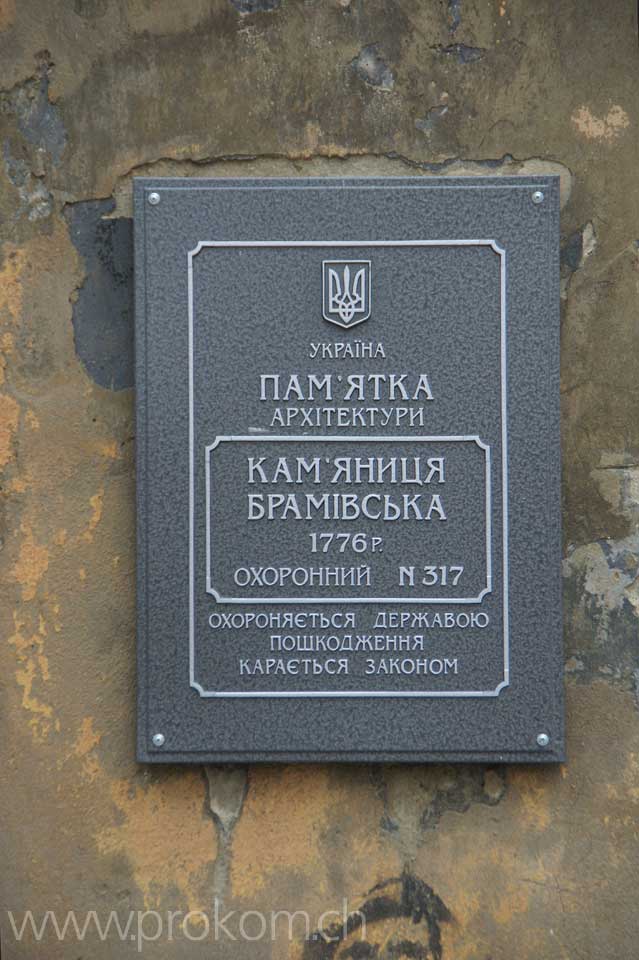 УКРАЇНА
ПАМ'ЯТКА
АРХІТЕКТУРИ
КАМ'ЯНИЦЯ
БРАМІВСЬКА
1776 Р.
ОХОРОННИЙ N 317
ОХОРОНЯЄТЬСЯ ДЕРЖАВОЮ
ПОШКОДЖЕННЯ
КАРАЄТЬСЯ ЗАКОНОМ
www.prokom.ch